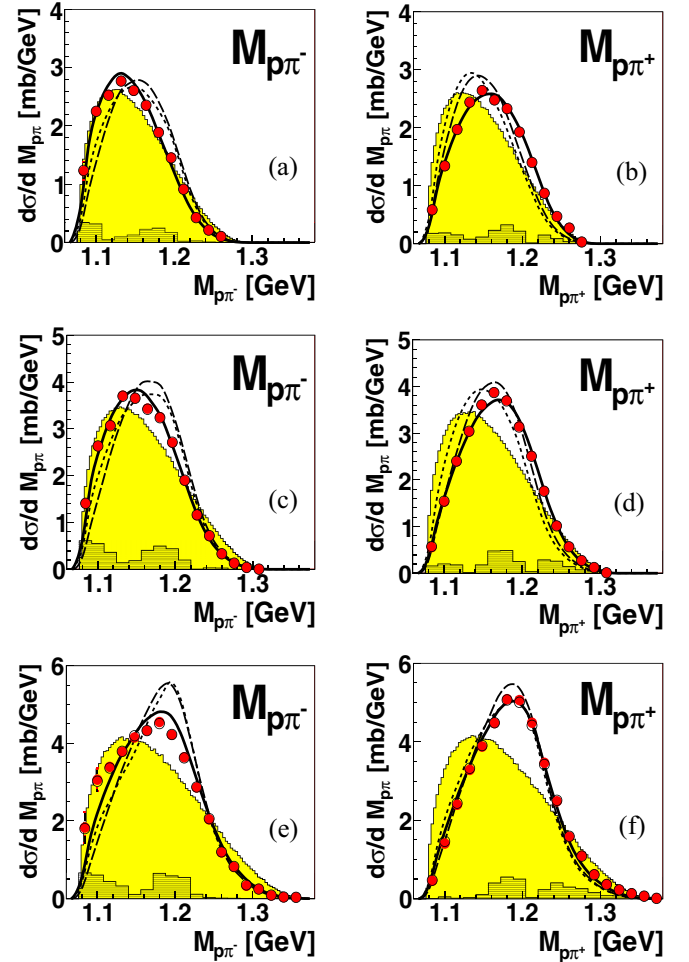 dσ/d M_pπ [mb/GeV]
4
3
2
1
0
M_pπ⁻
(a)
1.1 1.2 1.3
M_pπ⁻ [GeV]
dσ/d M_pπ [mb/GeV]
4
3
2
1
0
M_pπ⁺
(b)
1.1 1.2 1.3
M_pπ⁺ [GeV]
dσ/d M_pπ [mb/GeV]
5
4
3
2
1
0
M_pπ⁻
(c)
1.1 1.2 1.3
M_pπ⁻ [GeV]
dσ/d M_pπ [mb/GeV]
5
4
3
2
1
0
M_pπ⁺
(d)
1.1 1.2 1.3
M_pπ⁺ [GeV]
dσ/d M_pπ [mb/GeV]
6
4
2
0
M_pπ⁻
(e)
1.1 1.2 1.3
M_pπ⁻ [GeV]
dσ/d M_pπ [mb/GeV]
6
5
4
3
2
1
0
M_pπ⁺
(f)
1.1 1.2 1.3
M_pπ⁺ [GeV]